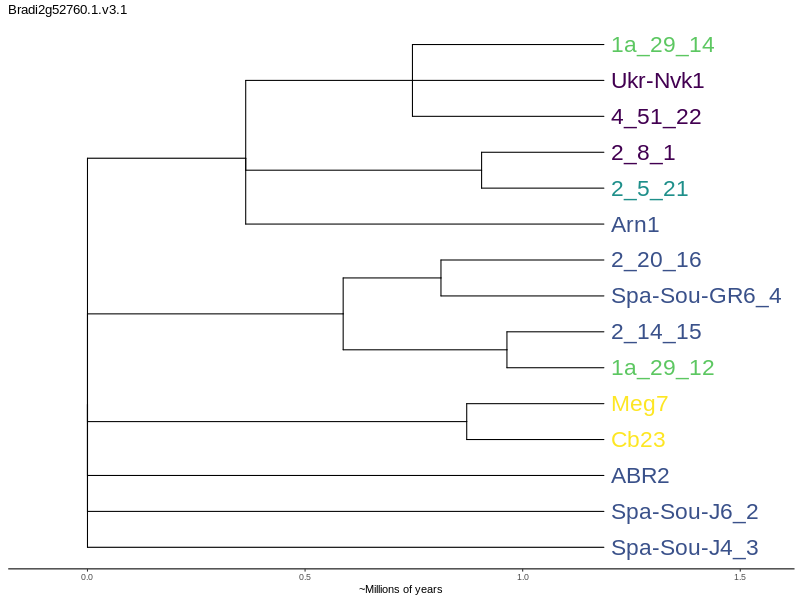 Bradi2g52760.1.v3.1
1a_29_14
Ukr-Nvk1
4_51_22
2_8_1
2_5_21
Arn1
2_20_16
Spa-Sou-GR6_4
2_14_15
1a_29_12
Meg7
Cb23
ABR2
Spa-Sou-J6_2
Spa-Sou-J4_3
0.0 0.5 1.0 1.5
~Millions of years